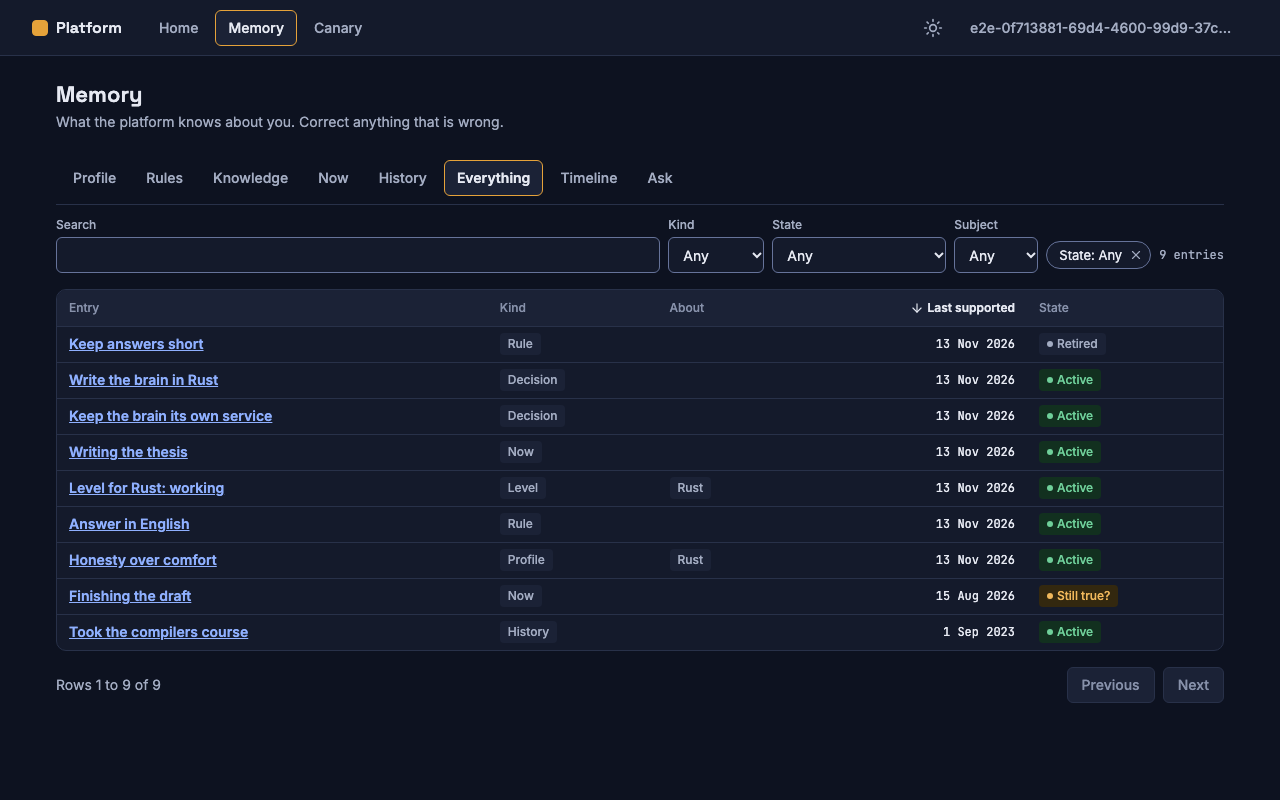 Platform Home Memory Canary e2e-0f713881-69d4-4600-99d9-37c...
Memory
What the platform knows about you. Correct anything that is wrong.
Profile Rules Knowledge Now History Everything Timeline Ask
Search Kind State Subject
Any Any Any State: Any × 9 entries
Entry Kind About ↓ Last supported State
Keep answers short Rule 13 Nov 2026 Retired
Write the brain in Rust Decision 13 Nov 2026 Active
Keep the brain its own service Decision 13 Nov 2026 Active
Writing the thesis Now 13 Nov 2026 Active
Level for Rust: working Level Rust 13 Nov 2026 Active
Answer in English Rule 13 Nov 2026 Active
Honesty over comfort Profile Rust 13 Nov 2026 Active
Finishing the draft Now 15 Aug 2026 Still true?
Took the compilers course History 1 Sep 2023 Active
Rows 1 to 9 of 9 Previous Next